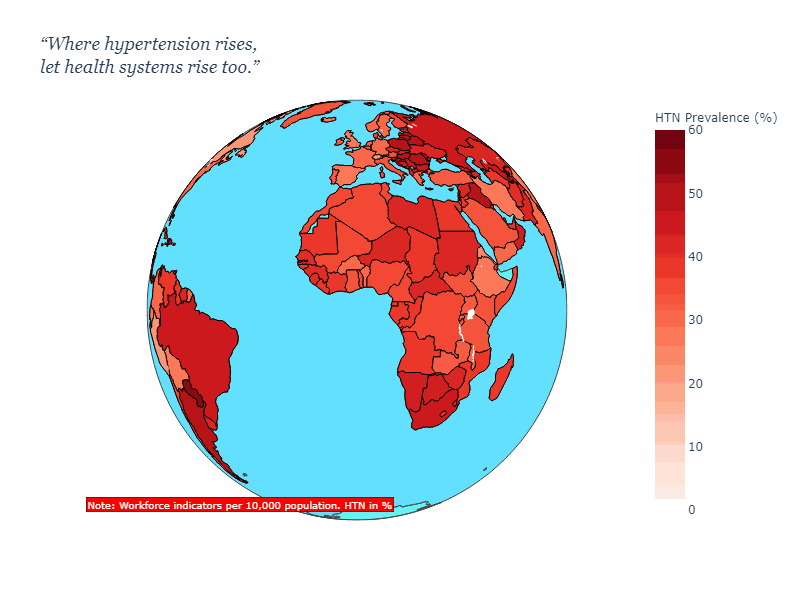 “Where hypertension rises,
let health systems rise too.”
HTN Prevalence (%)
60
50
40
30
20
10
0
Note: Workforce indicators per 10,000 population. HTN in %